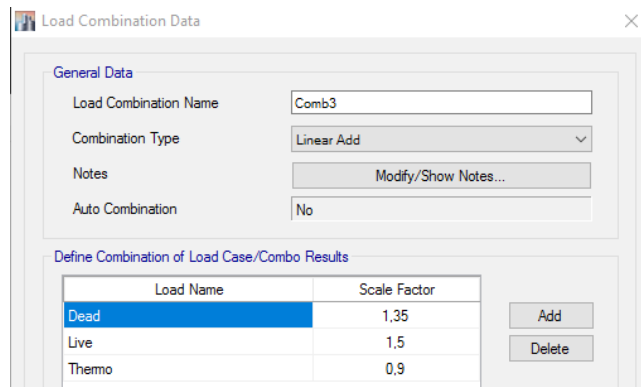 Load Combination Data
General Data
Load Combination Name Comb3
Combination Type Linear Add
Notes Modify/Show Notes...
Auto Combination No
Define Combination of Load Case/Combo Results
Load Name Scale Factor
Dead 1,35 Add
Live 1,5 Delete
Thermo 0,9